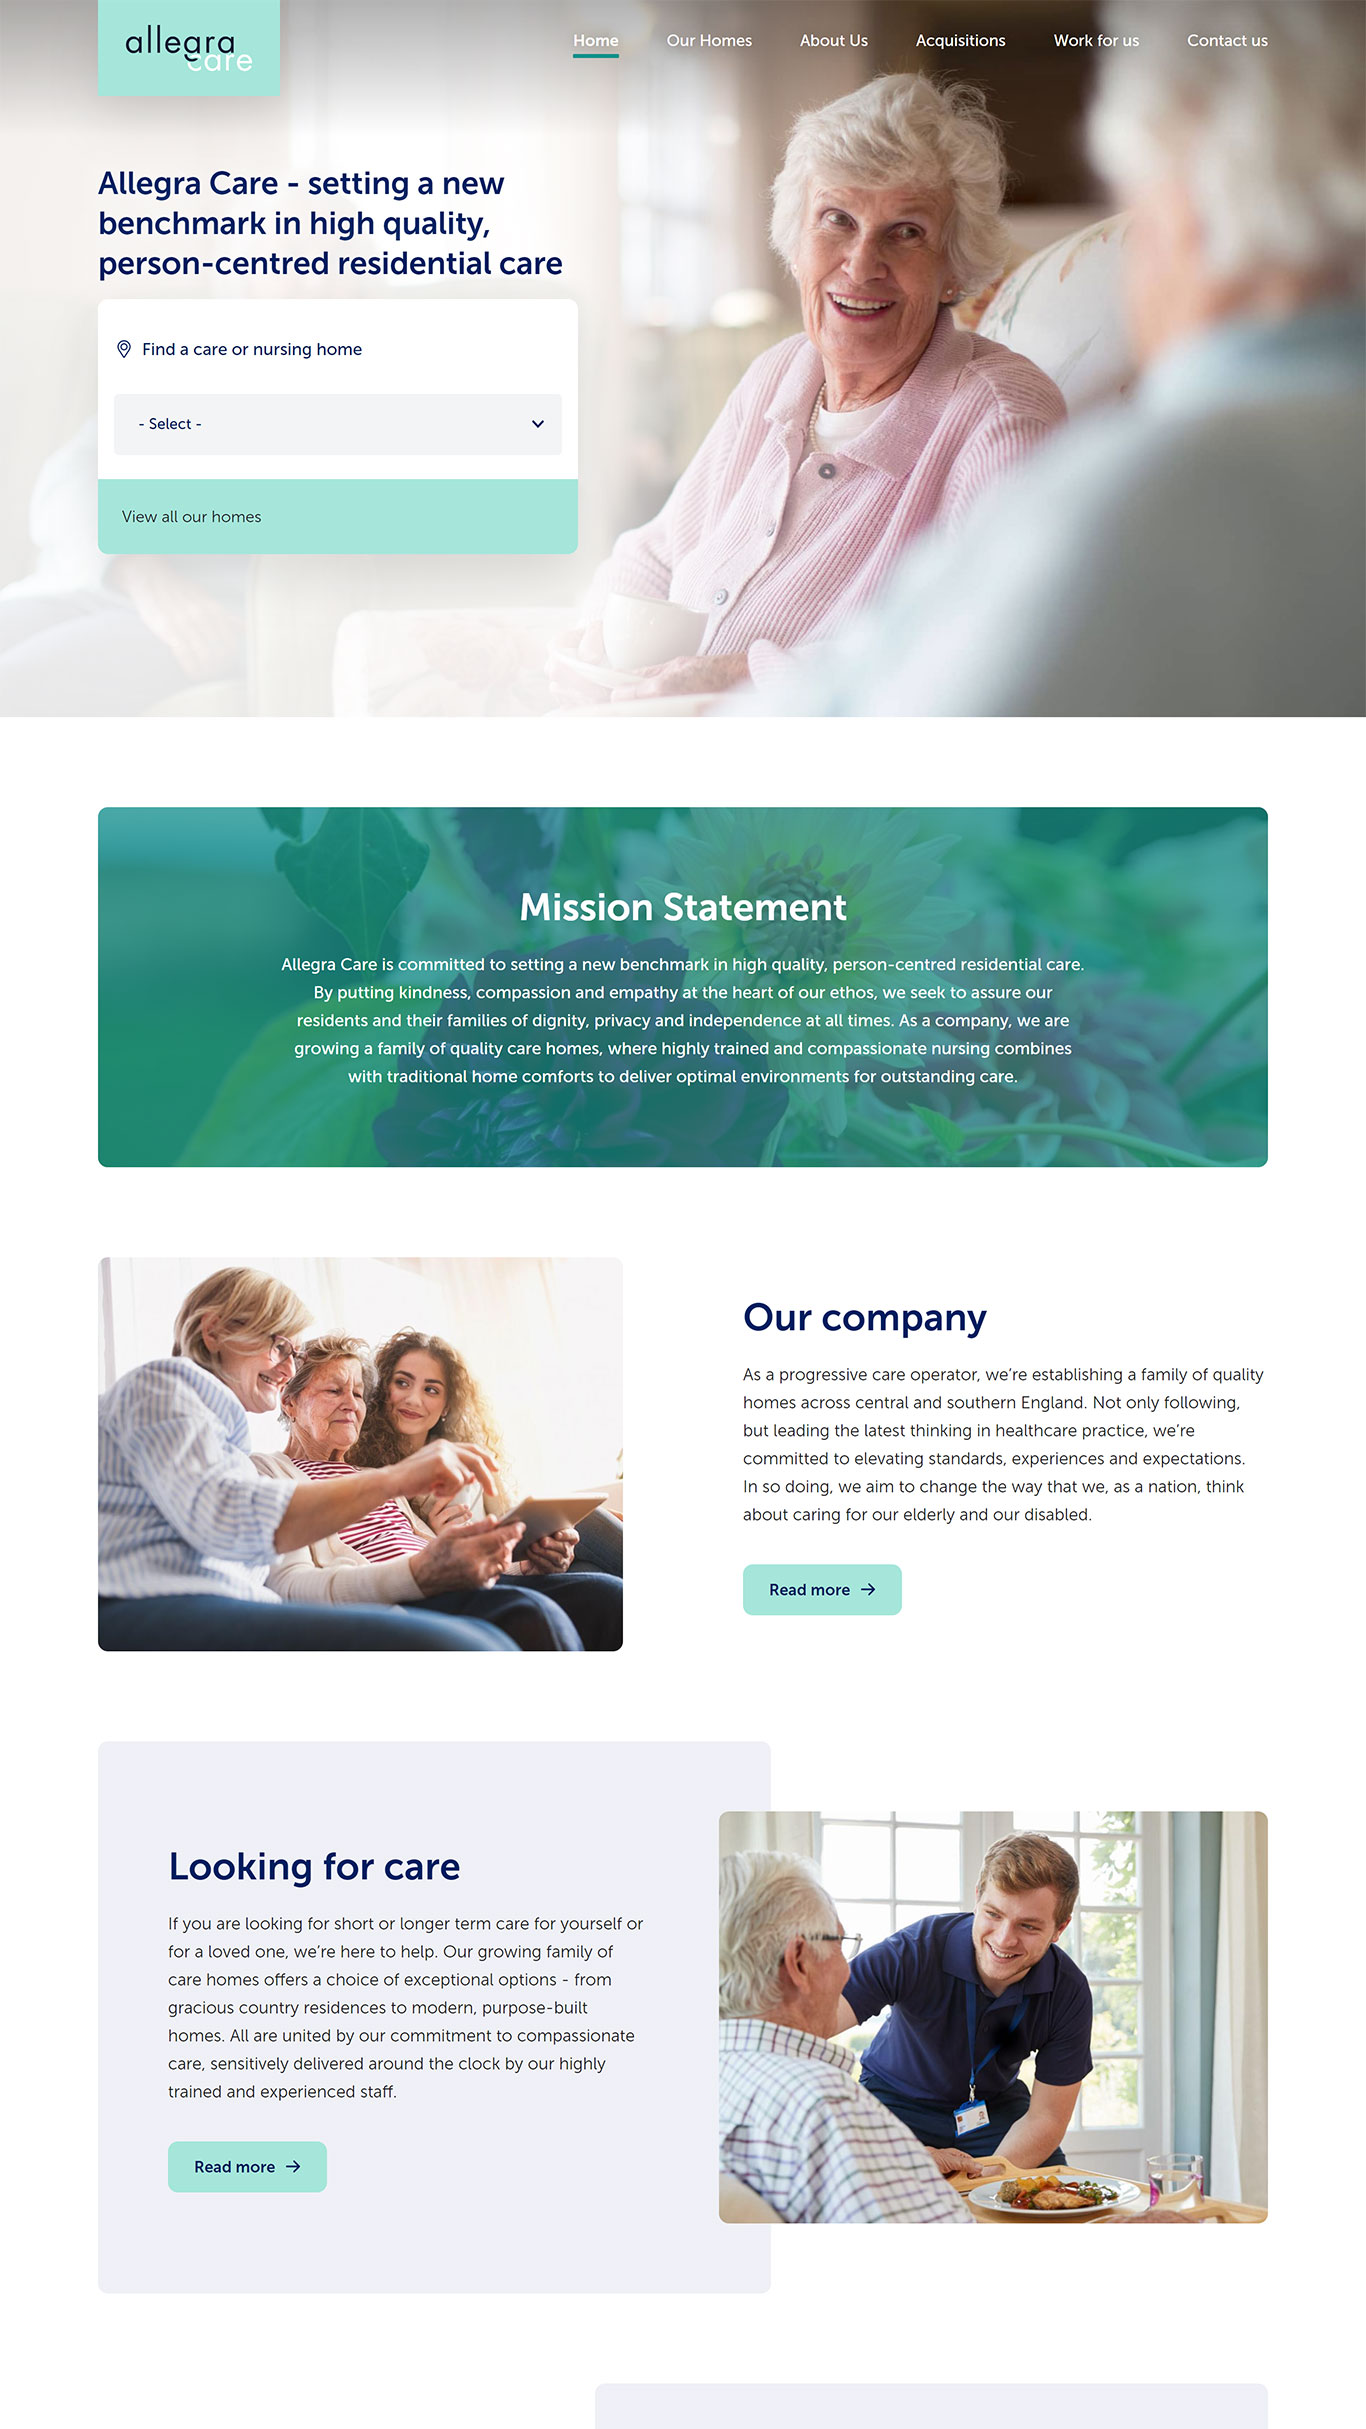 allegra
care
Home
Our Homes
About Us
Acquisitions
Work for us
Contact us
Allegra Care - setting a new
benchmark in high quality,
person-centred residential care
Find a care or nursing home
- Select -
View all our homes
Mission Statement
Allegra Care is committed to setting a new benchmark in high quality, person-centred residential care.
By putting kindness, compassion and empathy at the heart of our ethos, we seek to assure our
residents and their families of dignity, privacy and independence at all times. As a company, we are
growing a family of quality care homes, where highly trained and compassionate nursing combines
with traditional home comforts to deliver optimal environments for outstanding care.
Our company
As a progressive care operator, we’re establishing a family of quality
homes across central and southern England. Not only following,
but leading the latest thinking in healthcare practice, we’re
committed to elevating standards, experiences and expectations.
In so doing, we aim to change the way that we, as a nation, think
about caring for our elderly and our disabled.
Read more
Looking for care
If you are looking for short or longer term care for yourself or
for a loved one, we’re here to help. Our growing family of
care homes offers a choice of exceptional options - from
gracious country residences to modern, purpose-built
homes. All are united by our commitment to compassionate
care, sensitively delivered around the clock by our highly
trained and experienced staff.
Read more